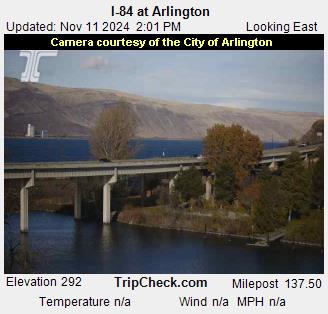 I-84 at Arlington
Updated: Nov 11 2024 2:01 PM Looking East
Camera courtesy of the City of Arlington
Elevation 292 TripCheck.com Milepost 137.50
Temperature n/a Wind n/a MPH n/a